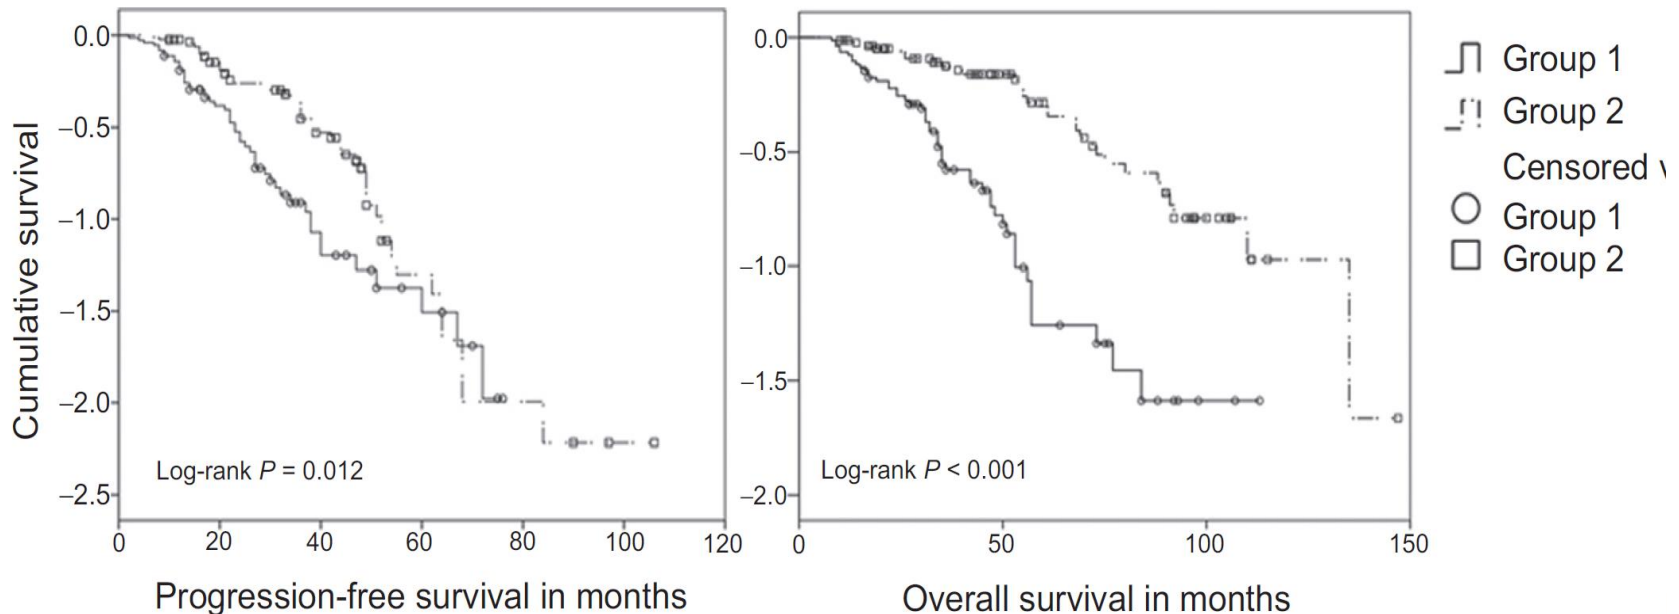 Cumulative survival
0.0
–0.5
–1.0
–1.5
–2.0
–2.5
Log-rank P = 0.012
0 20 40 60 80 100 120
Progression-free survival in months
0.0
–0.5
–1.0
–1.5
–2.0
Log-rank P < 0.001
0 50 100 150
Overall survival in months
Group 1
Group 2
Censored v
Group 1
Group 2